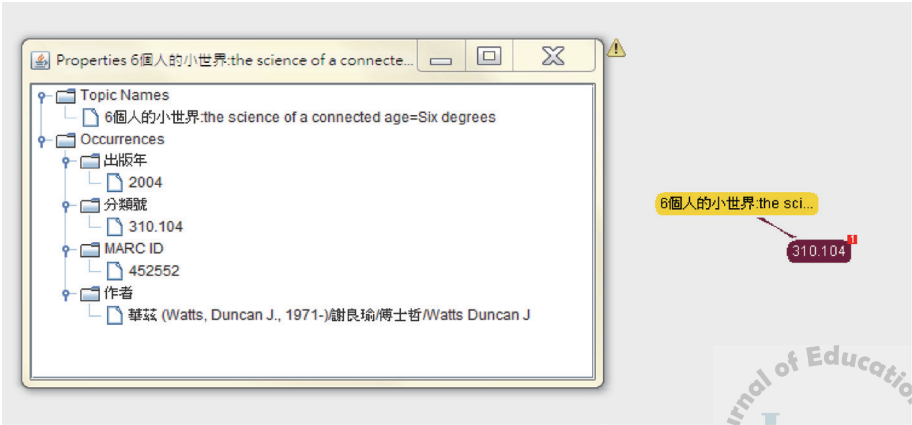 Properties 6個人的小世界:the science of a connecte...
Topic Names
6個人的小世界:the science of a connected age=Six degrees
Occurrences
出版年
2004
分類號
310.104
MARC ID
452552
作者
華茲 (Watts, Duncan J., 1971-)/謝良瑜/傅士哲/Watts Duncan J
6個人的小世界:the sci...
1
310.104
of Educatio